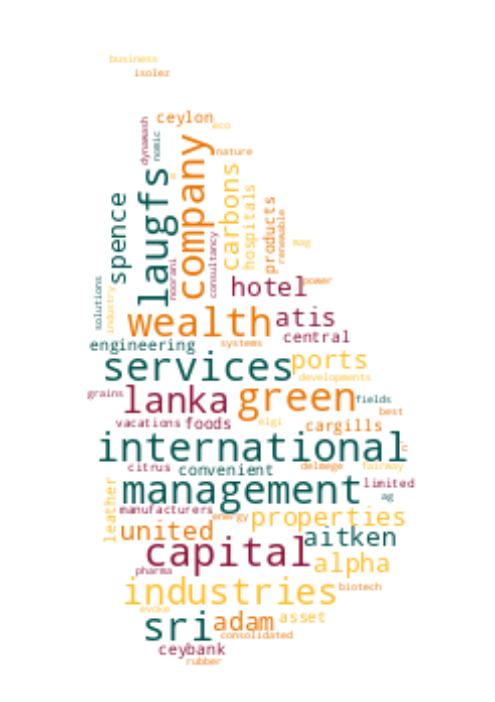 business
isolez
ceylon
eco
dynawash
nomic
company
nature
laugfs
carbons
hospitals
spence
products
renewable
mag
consultancy
noorani
hotel
power
solutions
industry
wealth
atis
central
engineering
systems
services
ports
developments
grains
lanka
green
fields
best
vacations
foods
elgi
cargills
international
citrus
convenient
delmege
fairway
management
limited
ag
leather
manufacturers
energy
properties
united
aitken
capital
alpha
pharma
industries
biotech
evoke
sri
adam
asset
consolidated
ceybank
rubber